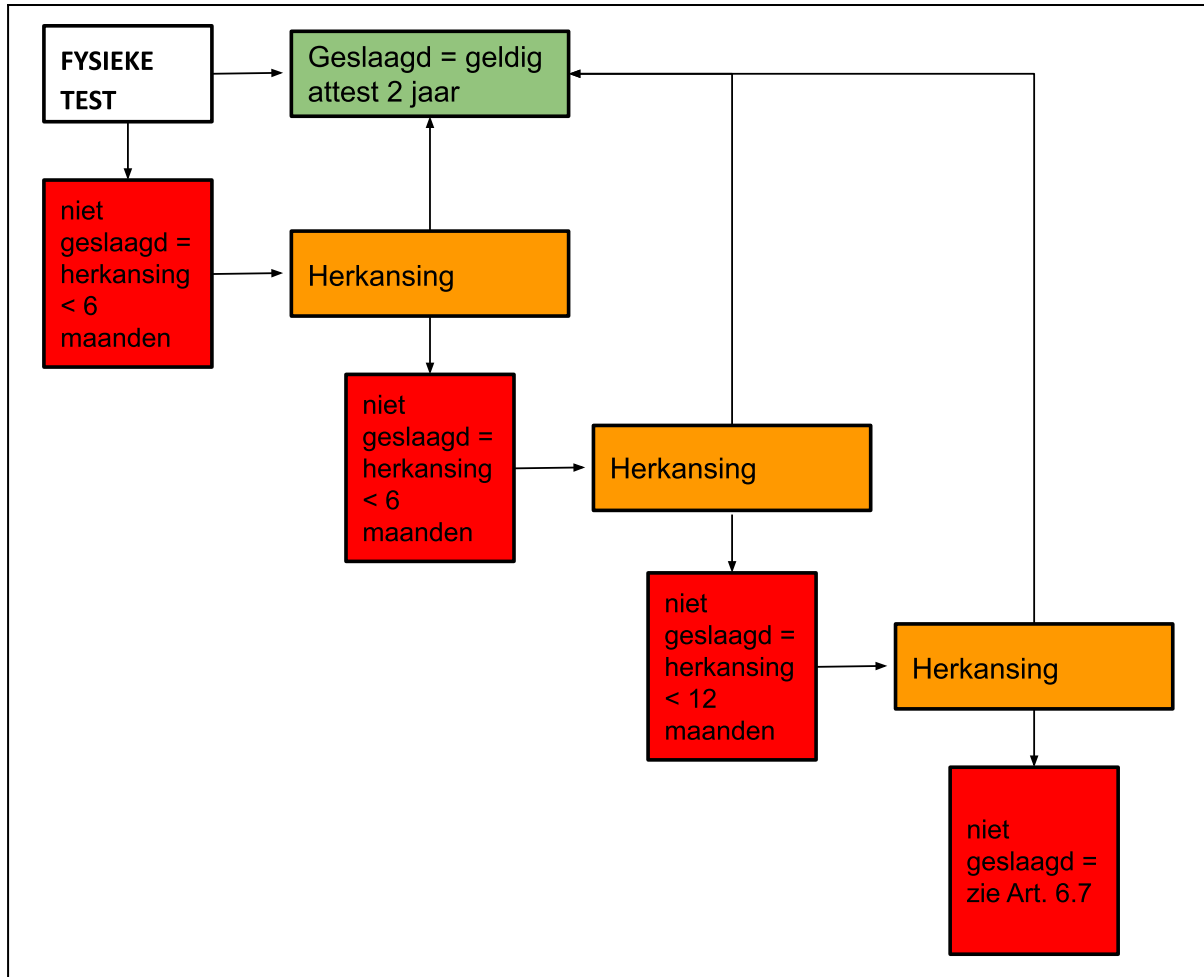 FYSIEKE
TEST
Geslaagd = geldig
attest 2 jaar
niet
geslaagd =
herkansing
< 6
maanden
Herkansing
niet
geslaagd =
herkansing
< 6
maanden
Herkansing
niet
geslaagd =
herkansing
< 12
maanden
Herkansing
niet
geslaagd =
zie Art. 6.7